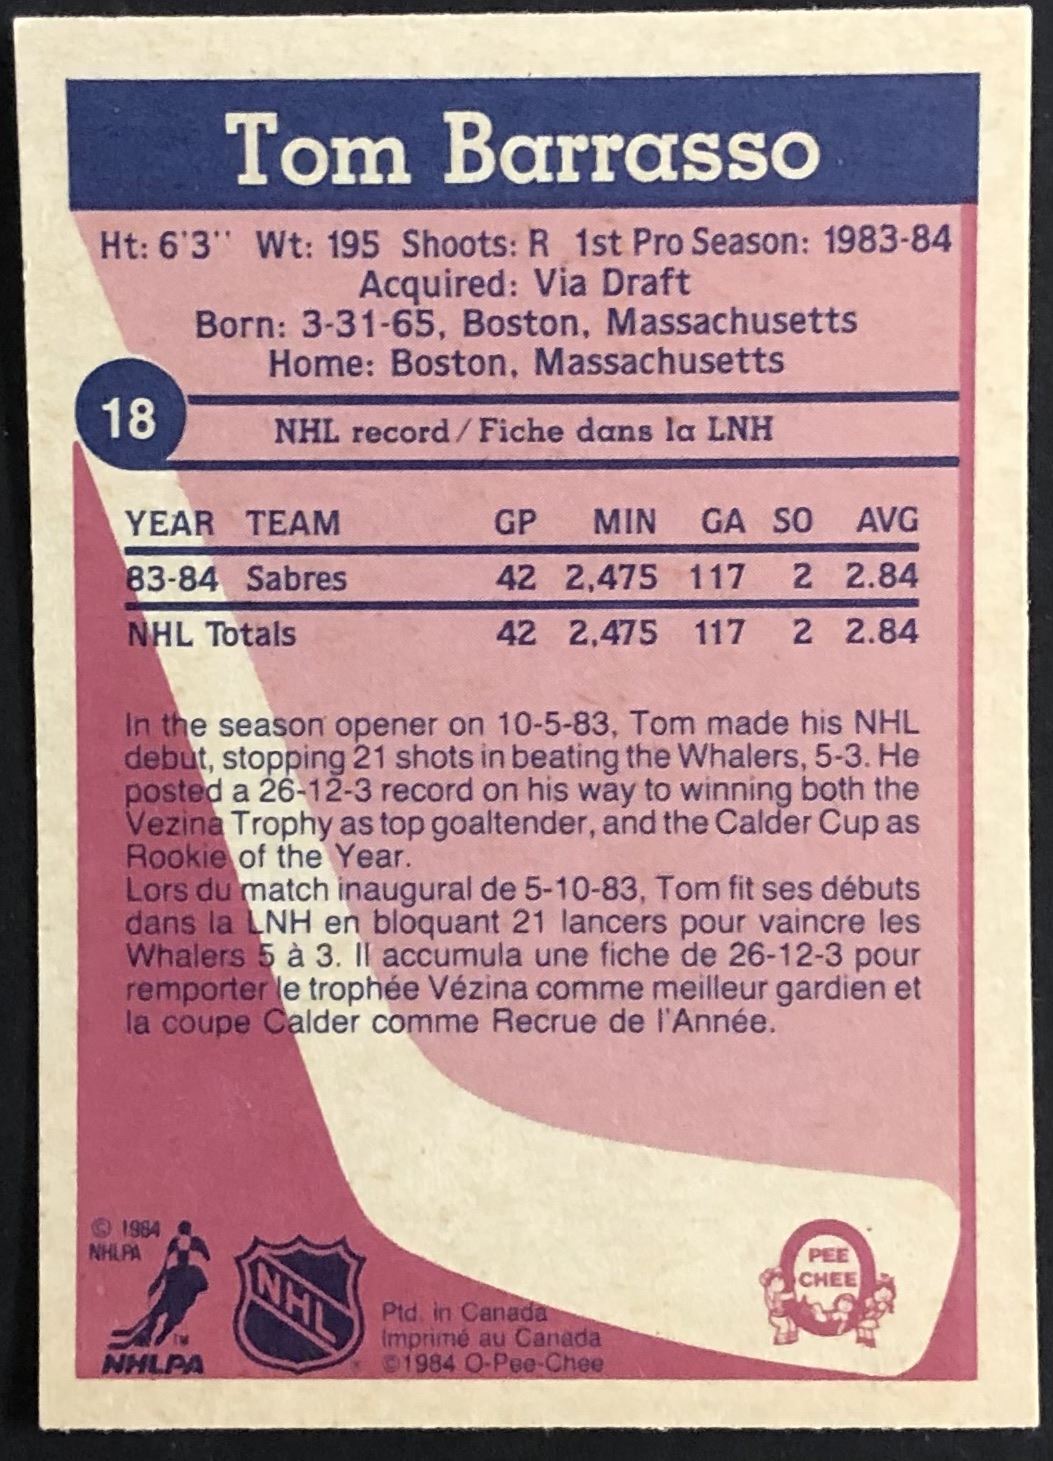 Tom Barrasso
Ht: 6'3'' Wt: 195 Shoots: R 1st Pro Season: 1983-84
Acquired: Via Draft
Born: 3-31-65, Boston, Massachusetts
Home: Boston, Massachusetts
18
NHL record/Fiche dans la LNH
YEAR TEAM GP MIN GA SO AVG
83-84 Sabres 42 2,475 117 2 2.84
NHL Totals 42 2,475 117 2 2.84
In the season opener on 10-5-83, Tom made his NHL
debut, stopping 21 shots in beating the Whalers, 5-3. He
posted a 26-12-3 record on his way to winning both the
Vezina Trophy as top goaltender, and the Calder Cup as
Rookie of the Year.
Lors du match inaugural de 5-10-83, Tom fit ses débuts
dans la LNH en bloquant 21 lancers pour vaincre les
Whalers 5 à 3. Il accumula une fiche de 26-12-3 pour
remporter le trophée Vézina comme meilleur gardien et
la coupe Calder comme Recrue de l'Année.
© 1984
NHLPA
TM
NHLPA
NHL
Ptd. in Canada
Imprimé au Canada
©1984 O-Pee-Chee
PEE
CHEE